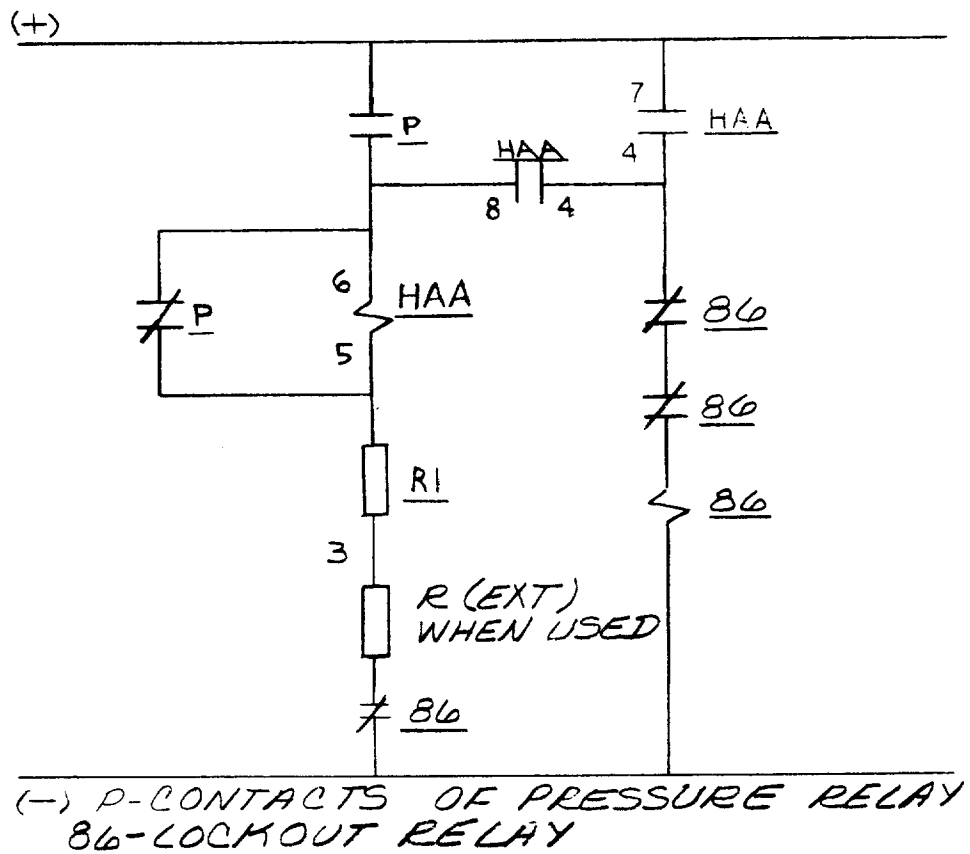 (+)
P
7
HAA
4
HAA
8
4
6
HAA
5
P
86
86
R1
86
3
R (EXT)
WHEN USED
86
(-) P-CONTACTS OF PRESSURE RELAY
86-LOCKOUT RELAY